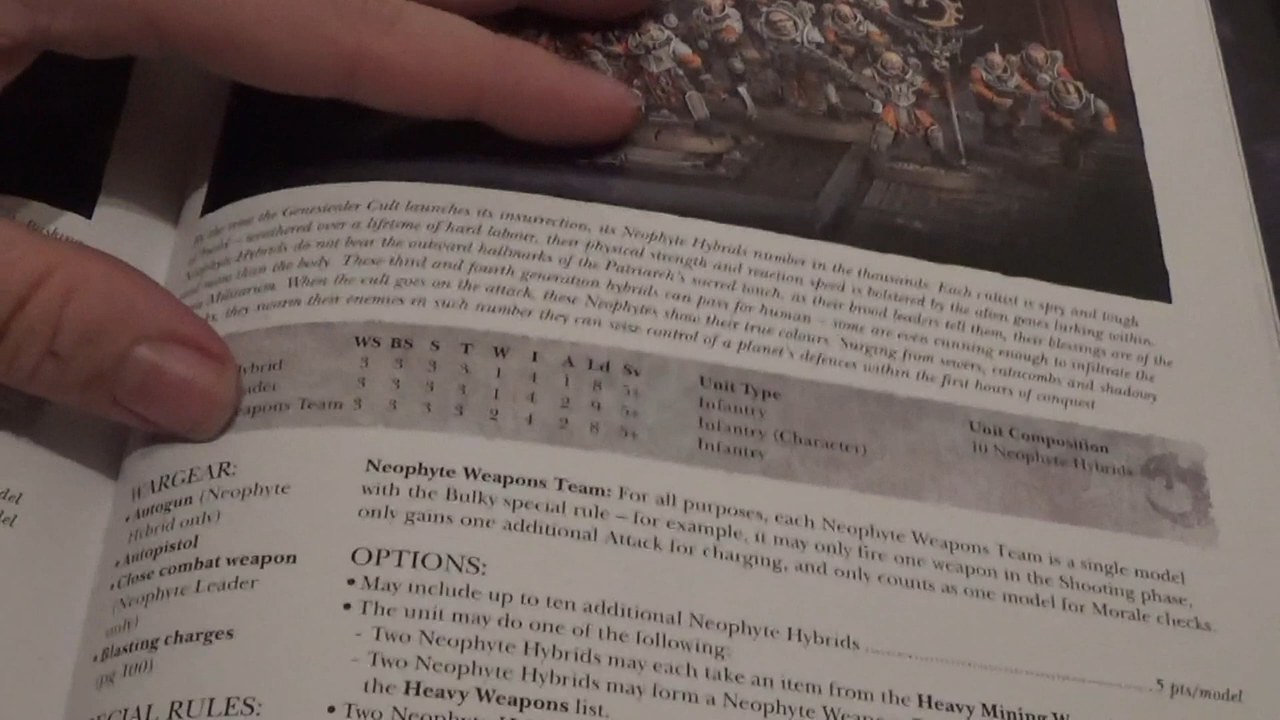 the Genestealer Cult launches its insurrection, its Neophyte Hybrids number in the thousands. Each cultist is spry and tough
weathered over a lifetime of hard labour, their physical strength and reaction speed is bolstered by the alien genes lurking within.
Hybrids do not bear the outward hallmarks of the Patriarch's sacred touch, as their brood leaders tell them, their blessings are of the
more than the body. These third and fourth generation hybrids can pass for human – some are even cunning enough to infiltrate the
Militarum. When the cult goes on the attack, these Neophytes show their true colours. Surging from sewers, catacombs and shadowy
they swarm their enemies in such number they can seize control of a planet's defences within the first hours of conquest
WS BS S T W I A Ld Sv
ybrid 3 3 3 3 1 4 1 8 5+
ader 3 3 3 3 1 4 2 9 5+
eapons Team 3 3 3 3 2 4 2 8 5+
Unit Type
Infantry
Infantry (Character)
Infantry
Unit Composition
10 Neophyte Hybrids
WARGEAR:
• Autogun (Neophyte
Hybrid only)
• Autopistol
• Close combat weapon
(Neophyte Leader
only)
• Blasting charges
(pg 100)
ECIAL RULES:
Neophyte Weapons Team: For all purposes, each Neophyte Weapons Team is a single model
with the Bulky special rule – for example, it may only fire one weapon in the Shooting phase,
only gains one additional Attack for charging, and only counts as one model for Morale checks.
OPTIONS:
• May include up to ten additional Neophyte Hybrids 5 pts/model
• The unit may do one of the following:
- Two Neophyte Hybrids may each take an item from the Heavy Mining W
- Two Neophyte Hybrids may form a Neophyte Weapo
the Heavy Weapons list.
• Two Neophyte
del
del